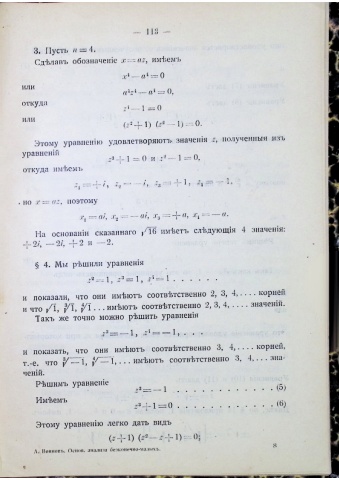 — 113 —
3. Пусть n = 4.
Сдѣлавъ обозначеніе x = az, имѣемъ
x⁴ — a⁴ = 0
или
a⁴z⁴ — a⁴ = 0,
откуда
z⁴ — 1 = 0
или
(z² + 1) (z² — 1) = 0.
Этому уравненію удовлетворяютъ значенія z, полученныя изъ
уравненій
z² + 1 = 0 и z² — 1 = 0,
откуда имѣемъ
z₁ = + i, z₂ = — i, z₃ = + 1, z₄ = — 1,
но x = az, поэтому
x₁ = ai, x₂ = — ai, x₃ = + a, x₄ = — a.
На основаніи сказаннаго ⁴√16 имѣетъ слѣдующія 4 значенія:
+ 2i, — 2i, + 2 и — 2.
§ 4. Мы рѣшили уравненія
z² = 1, z³ = 1, z⁴ = 1 . . . . . .
и показали, что они имѣютъ соотвѣтственно 2, 3, 4, . . . . корней
и что √1, ∛1, ∜1 . . . имѣютъ соотвѣтственно 2, 3, 4, . . . . значеній.
Такъ же точно можно рѣшить уравненія
z³ = — 1, z⁴ = — 1, . . . .
и показать, что они имѣютъ соотвѣтственно 3, 4, . . . . корней,
т.-е. что ∛—1, ∜—1, . . . имѣютъ соотвѣтственно 3, 4, . . . зна-
ченій.
Рѣшимъ уравненіе
z³ = — 1 . . . . . . . . . . . (5)
Имѣемъ
z³ + 1 = 0 . . . . . . . . . . . (6)
Этому уравненію легко дать видъ
(z + 1) (z² — z + 1) = 0;
А. Поповъ, Основ. анализа безконечно-малыхъ.
8